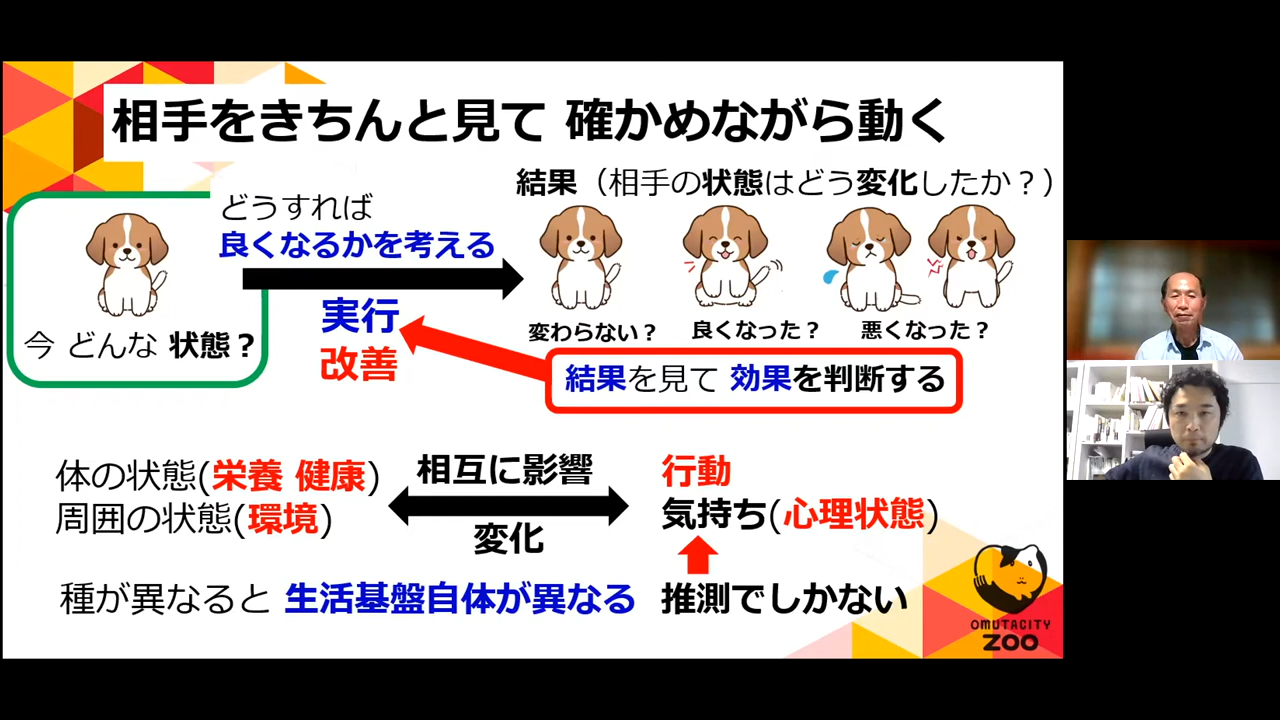 相手をきちんと見て 確かめながら動く
結果（相手の状態はどう変化したか？）
どうすれば
良くなるかを考える
実行
改善
今 どんな 状態？
変わらない？
良くなった？
悪くなった？
結果を見て 効果を判断する
体の状態(栄養 健康)
周囲の状態(環境)
相互に影響
変化
行動
気持ち(心理状態)
種が異なると 生活基盤自体が異なる
推測でしかない
OMUTACITY
ZOO